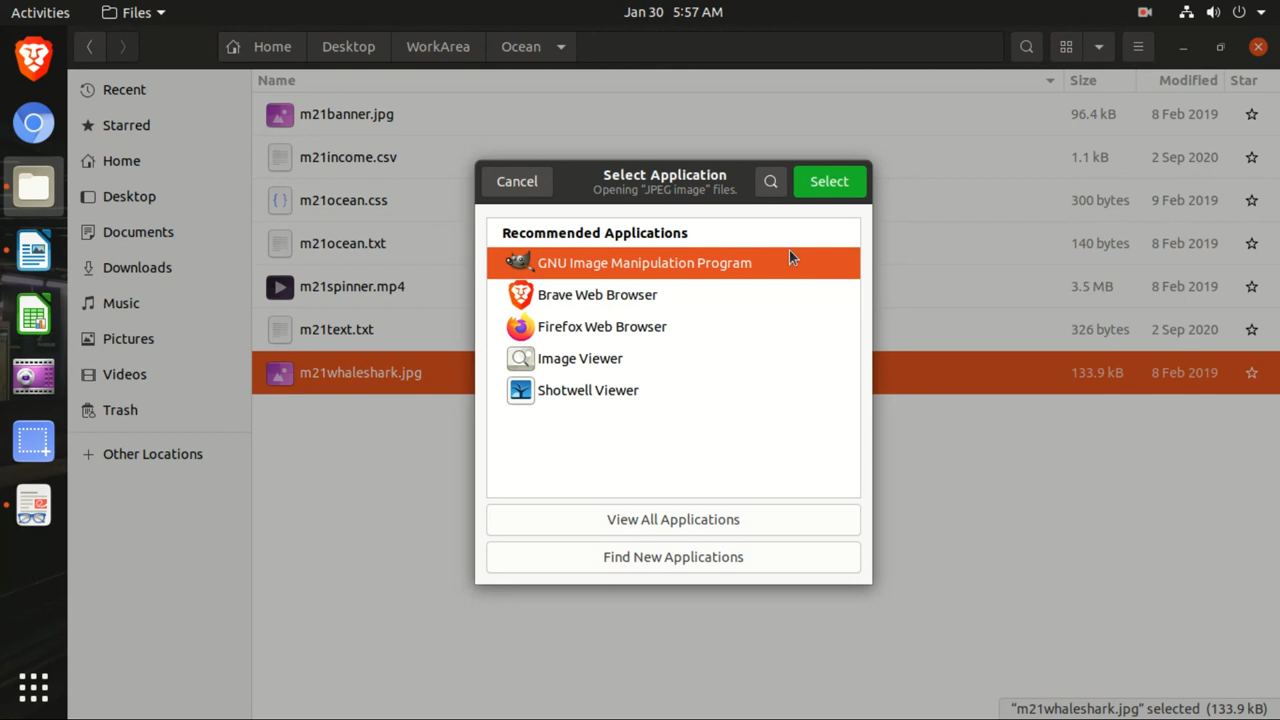 Activities Files Jan 30 5:57 AM
Home Desktop WorkArea Ocean
Recent
Starred
Home
Desktop
Documents
Downloads
Music
Pictures
Videos
Trash
Other Locations
Name Size Modified Star
m21banner.jpg 96.4 kB 8 Feb 2019
m21income.csv 1.1 kB 2 Sep 2020
m21ocean.css 300 bytes 9 Feb 2019
m21ocean.txt 140 bytes 8 Feb 2019
m21spinner.mp4 3.5 MB 8 Feb 2019
m21text.txt 326 bytes 2 Sep 2020
m21whaleshark.jpg 133.9 kB 8 Feb 2019
Cancel Select Application Select
Opening "JPEG image" files.
Recommended Applications
GNU Image Manipulation Program
Brave Web Browser
Firefox Web Browser
Image Viewer
Shotwell Viewer
View All Applications
Find New Applications
"m21whaleshark.jpg" selected (133.9 kB)